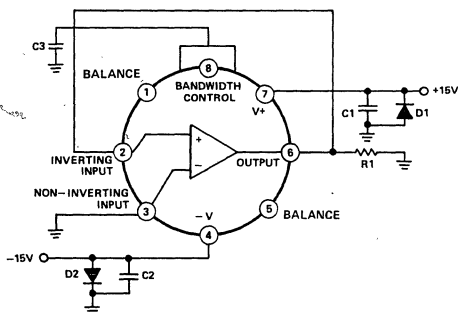 C3
8
BANDWIDTH
CONTROL
BALANCE
1
7
V+
+15V
C1
D1
2
INVERTING
INPUT
+
−
OUTPUT
6
R1
NON-INVERTING
INPUT
3
5
BALANCE
-V
4
-15V
D2
C2